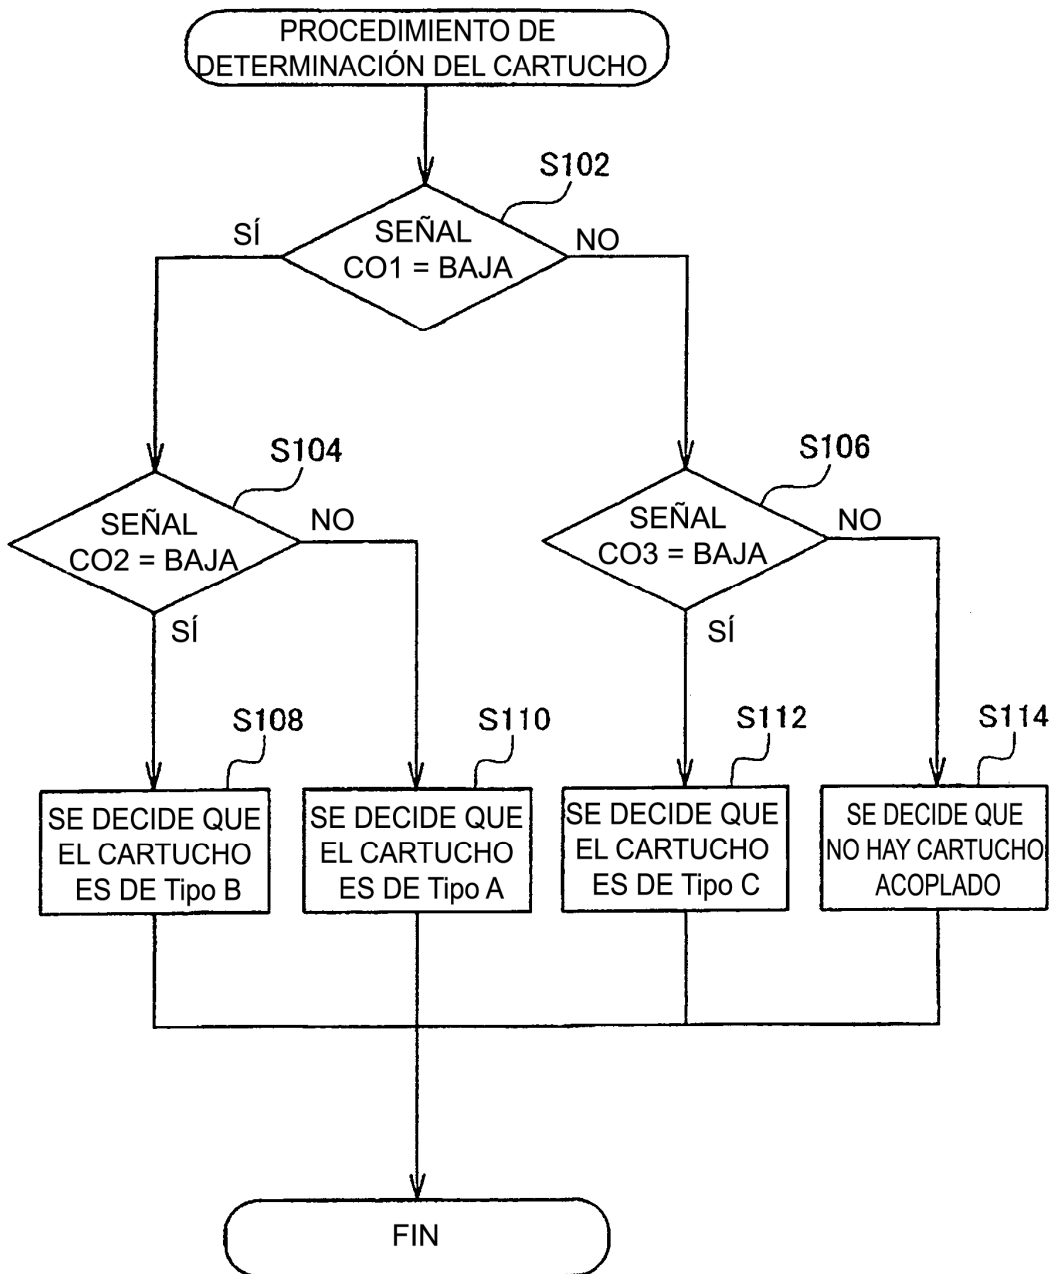 PROCEDIMIENTO DE
DETERMINACIÓN DEL CARTUCHO
S102
SÍ
SEÑAL
CO1 = BAJA
NO
S104
SEÑAL
CO2 = BAJA
NO
SÍ
S106
SEÑAL
CO3 = BAJA
NO
SÍ
S108
SE DECIDE QUE
EL CARTUCHO
ES DE Tipo B
S110
SE DECIDE QUE
EL CARTUCHO
ES DE Tipo A
S112
SE DECIDE QUE
EL CARTUCHO
ES DE Tipo C
S114
SE DECIDE QUE
NO HAY CARTUCHO
ACOPLADO
FIN